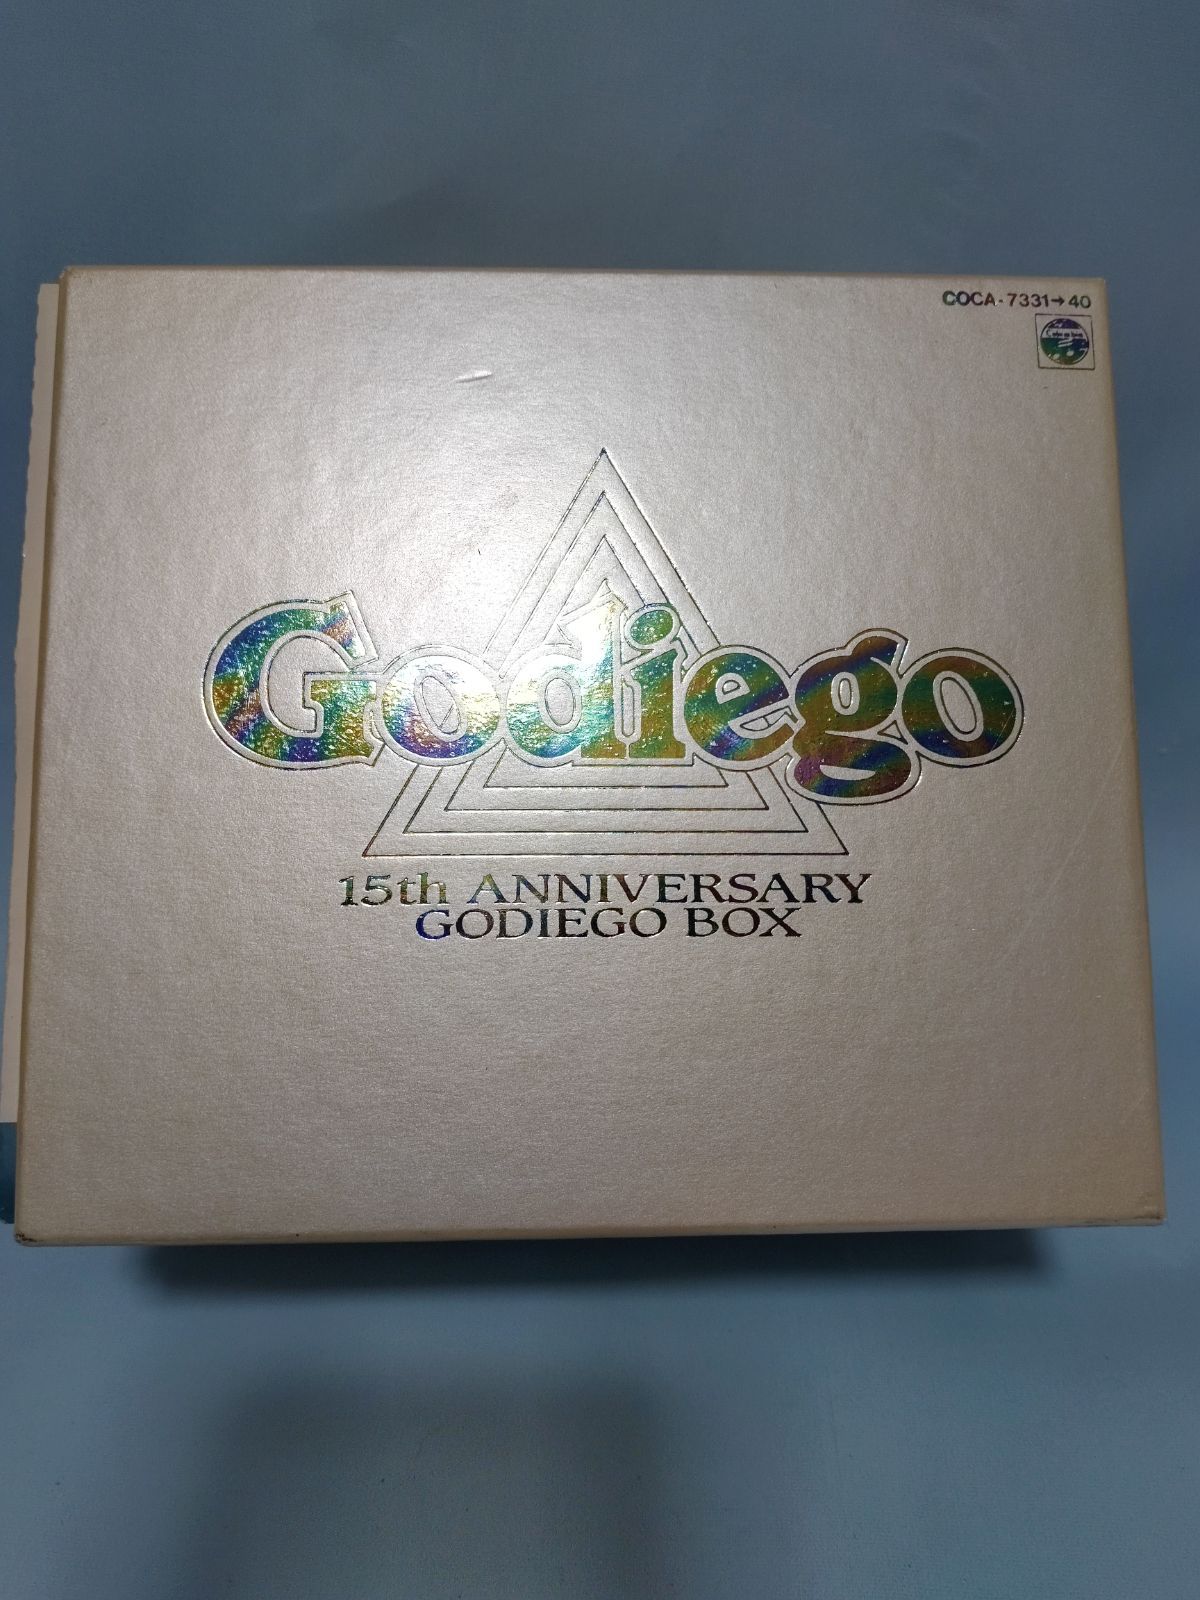 COCA-7331→40
Godiego
15th ANNIVERSARY
GODIEGO BOX